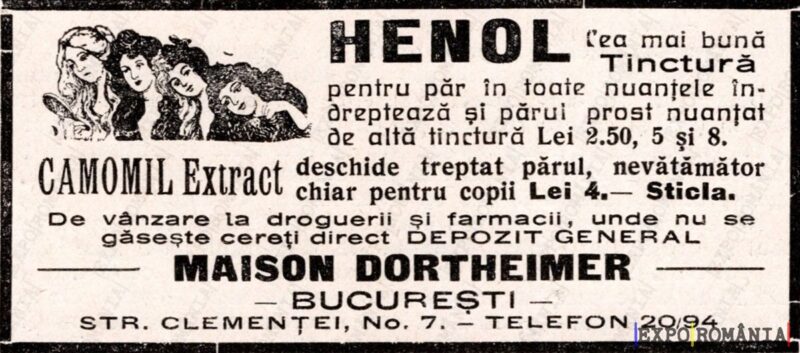 HENOL Cea mai bună
Tinctură
pentru păr în toate nuanțele în-
dreptează și părul prost nuanțat
de altă tinctură Lei 2.50, 5 și 8.
CAMOMIL Extract deschide treptat părul, nevătămător
chiar pentru copii Lei 4.— Sticla.
De vânzare la droguerii și farmacii, unde nu se
găsește cereți direct DEPOZIT GENERAL
MAISON DORTHEIMER
— BUCUREȘTI —
STR. CLEMENȚEI, No. 7. — TELEFON 20/94
EXPO ROMÂNIA